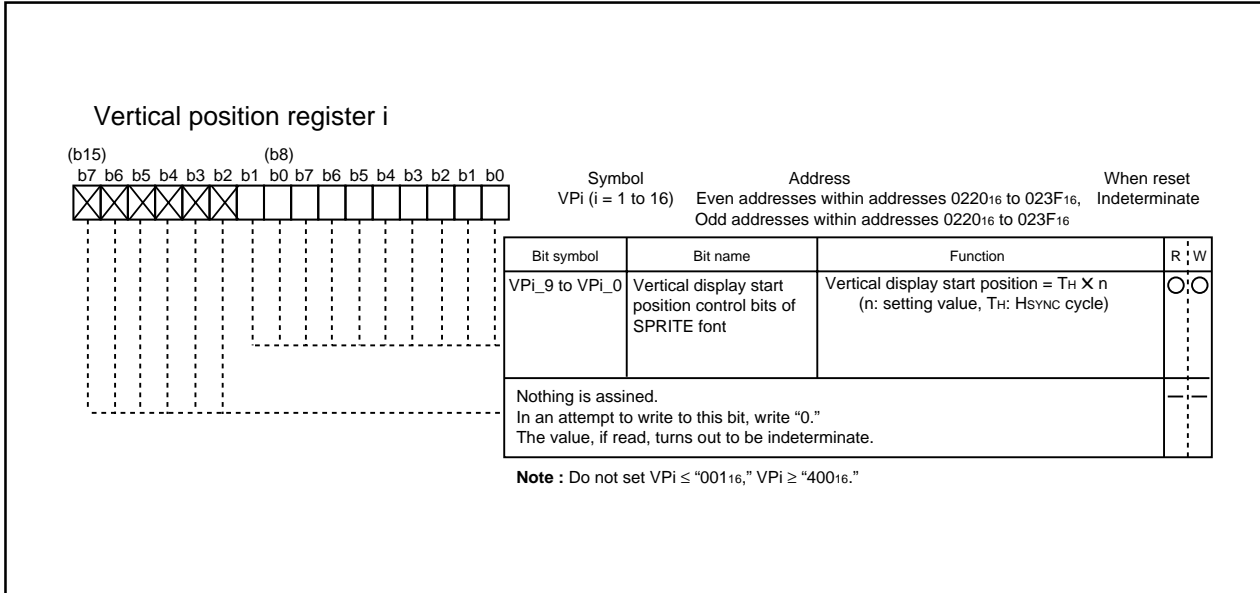 Vertical position register i
(b15) (b8)
b7 b6 b5 b4 b3 b2 b1 b0 b7 b6 b5 b4 b3 b2 b1 b0
Symbol Address When reset
VPi (i = 1 to 16) Even addresses within addresses 022016 to 023F16, Indeterminate
Odd addresses within addresses 022016 to 023F16
Bit symbol Bit name Function R W
VPi_9 to VPi_0 Vertical display start Vertical display start position = TH X n
position control bits of (n: setting value, TH: HSYNC cycle)
SPRITE font
Nothing is assined.
In an attempt to write to this bit, write “0.”
The value, if read, turns out to be indeterminate.
Note : Do not set VPi ≤ “00116,” VPi ≥ “40016.”